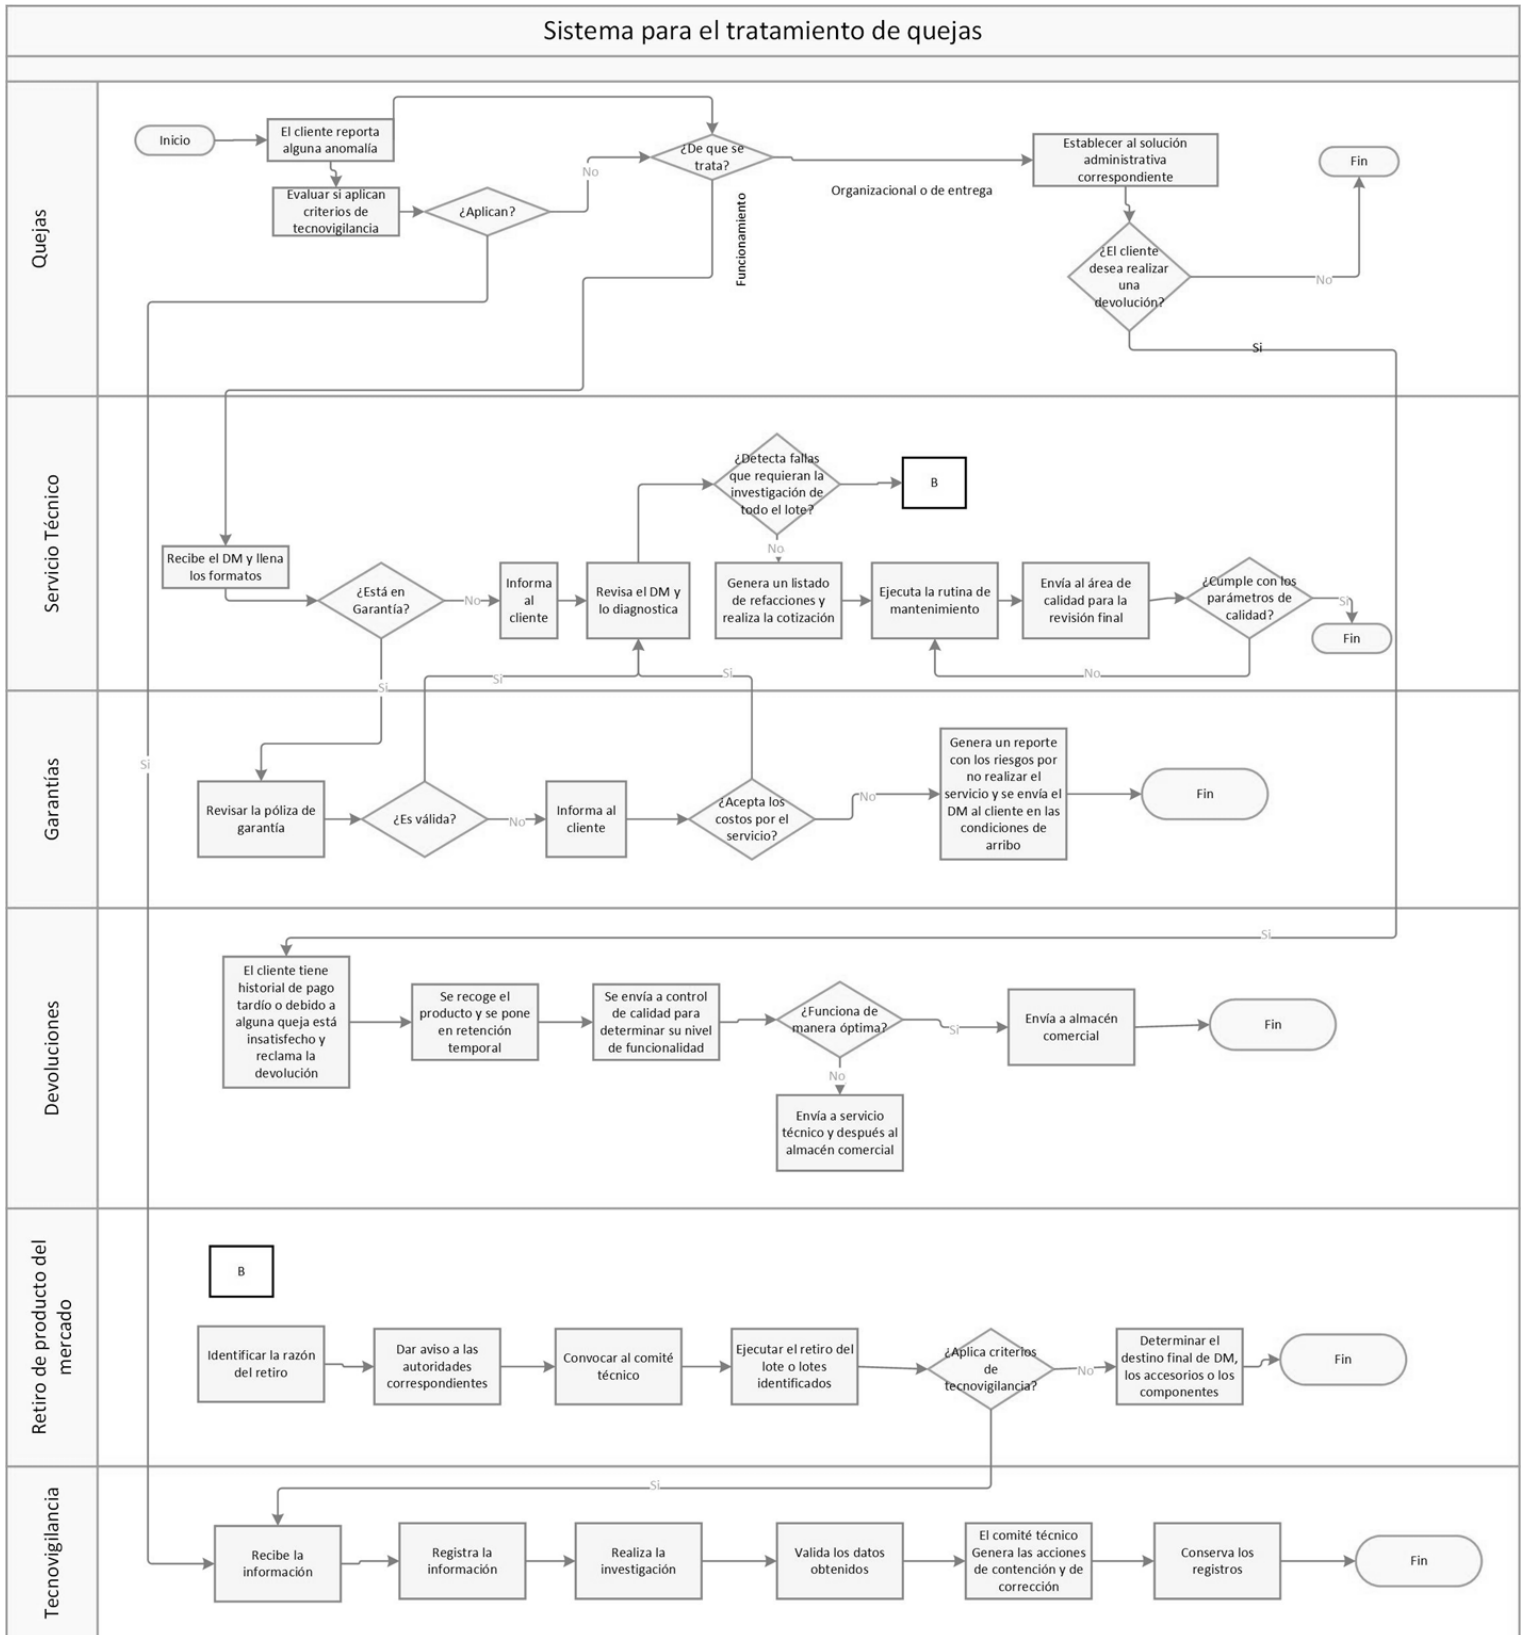 Sistema para el tratamiento de quejas
Quejas
Inicio
El cliente reporta
alguna anomalía
Evaluar si aplican
criterios de
tecnovigilancia
¿Aplican?
No
¿De que se
trata?
Funcionamiento
Organizacional o de entrega
Establecer al solución
administrativa
correspondiente
Fin
¿El cliente
desea realizar
una
devolución?
No
Si
Servicio Técnico
Recibe el DM y llena
los formatos
¿Está en
Garantía?
No
Informa
al
cliente
Revisa el DM y
lo diagnostica
¿Detecta fallas
que requieran la
investigación de
todo el lote?
B
No
Genera un listado
de refacciones y
realiza la cotización
Ejecuta la rutina de
mantenimiento
Envía al área de
calidad para la
revisión final
¿Cumple con los
parámetros de
calidad?
Si
Fin
No
Si
Si
Si
Garantías
Si
Revisar la póliza de
garantía
¿Es válida?
No
Informa al
cliente
¿Acepta los
costos por el
servicio?
No
Genera un reporte
con los riesgos por
no realizar el
servicio y se envía el
DM al cliente en las
condiciones de
arribo
Fin
Devoluciones
Si
El cliente tiene
historial de pago
tardío o debido a
alguna queja está
insatisfecho y
reclama la
devolución
Se recoge el
producto y se pone
en retención
temporal
Se envía a control
de calidad para
determinar su nivel
de funcionalidad
¿Funciona de
manera óptima?
Si
Envía a almacén
comercial
Fin
No
Envía a servicio
técnico y después al
almacén comercial
Retiro de producto del
mercado
B
Identificar la razón
del retiro
Dar aviso a las
autoridades
correspondientes
Convocar al comité
técnico
Ejecutar el retiro del
lote o lotes
identificados
¿Aplica criterios
de
tecnovigilancia?
No
Determinar el
destino final de DM,
los accesorios o los
componentes
Fin
Tecnovigilancia
Si
Recibe la
información
Registra la
información
Realiza la
investigación
Valida los datos
obtenidos
El comité técnico
Genera las acciones
de contención y de
corrección
Conserva los
registros
Fin